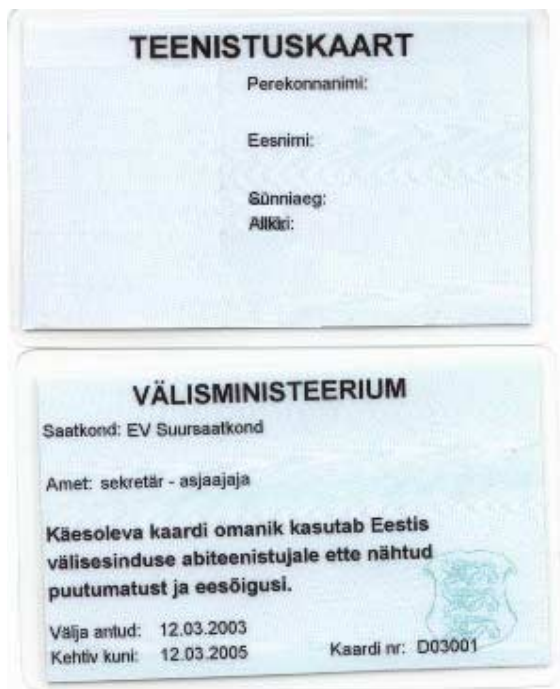 TEENISTUSKAART
Perekonnanimi:
Eesnimi:
Sünniaeg:
Allkiri:
VÄLISMINISTEERIUM
Saatkond: EV Suursaatkond
Amet: sekretär - asjaajaja
Käesoleva kaardi omanik kasutab Eestis
välisesinduse abiteenistujale ette nähtud
puutumatust ja eesõigusi.
Välja antud: 12.03.2003
Kehtiv kuni: 12.03.2005 Kaardi nr: D03001